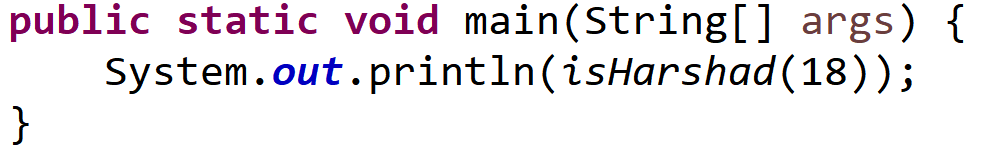 public static void main(String[] args) {
    System.out.println(isHarshad(18));
}